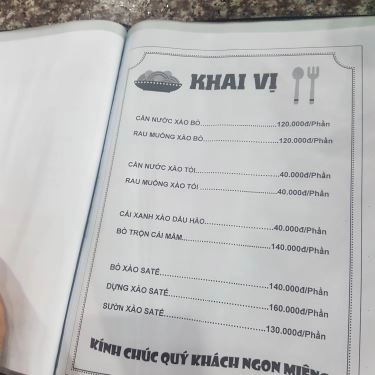 KHAI VỊ
CẦN NƯỚC XÀO BÒ....................120.000đ/Phần
RAU MUỐNG XÀO BÒ....................120.000đ/Phần
CẦN NƯỚC XÀO TỎI....................40.000đ/Phần
RAU MUỐNG XÀO TỎI....................40.000đ/Phần
CẢI XANH XÀO DẦU HÀO....................40.000đ/Phần
BÒ TRỘN CẢI MẦM....................140.000đ/Phần
BÒ XÀO SATẾ....................140.000đ/Phần
DỰNG XÀO SATẾ....................160.000đ/Phần
SƯỜN XÀO SATẾ....................130.000đ/Phần
KÍNH CHÚC QUÝ KHÁCH NGON MIỆNG